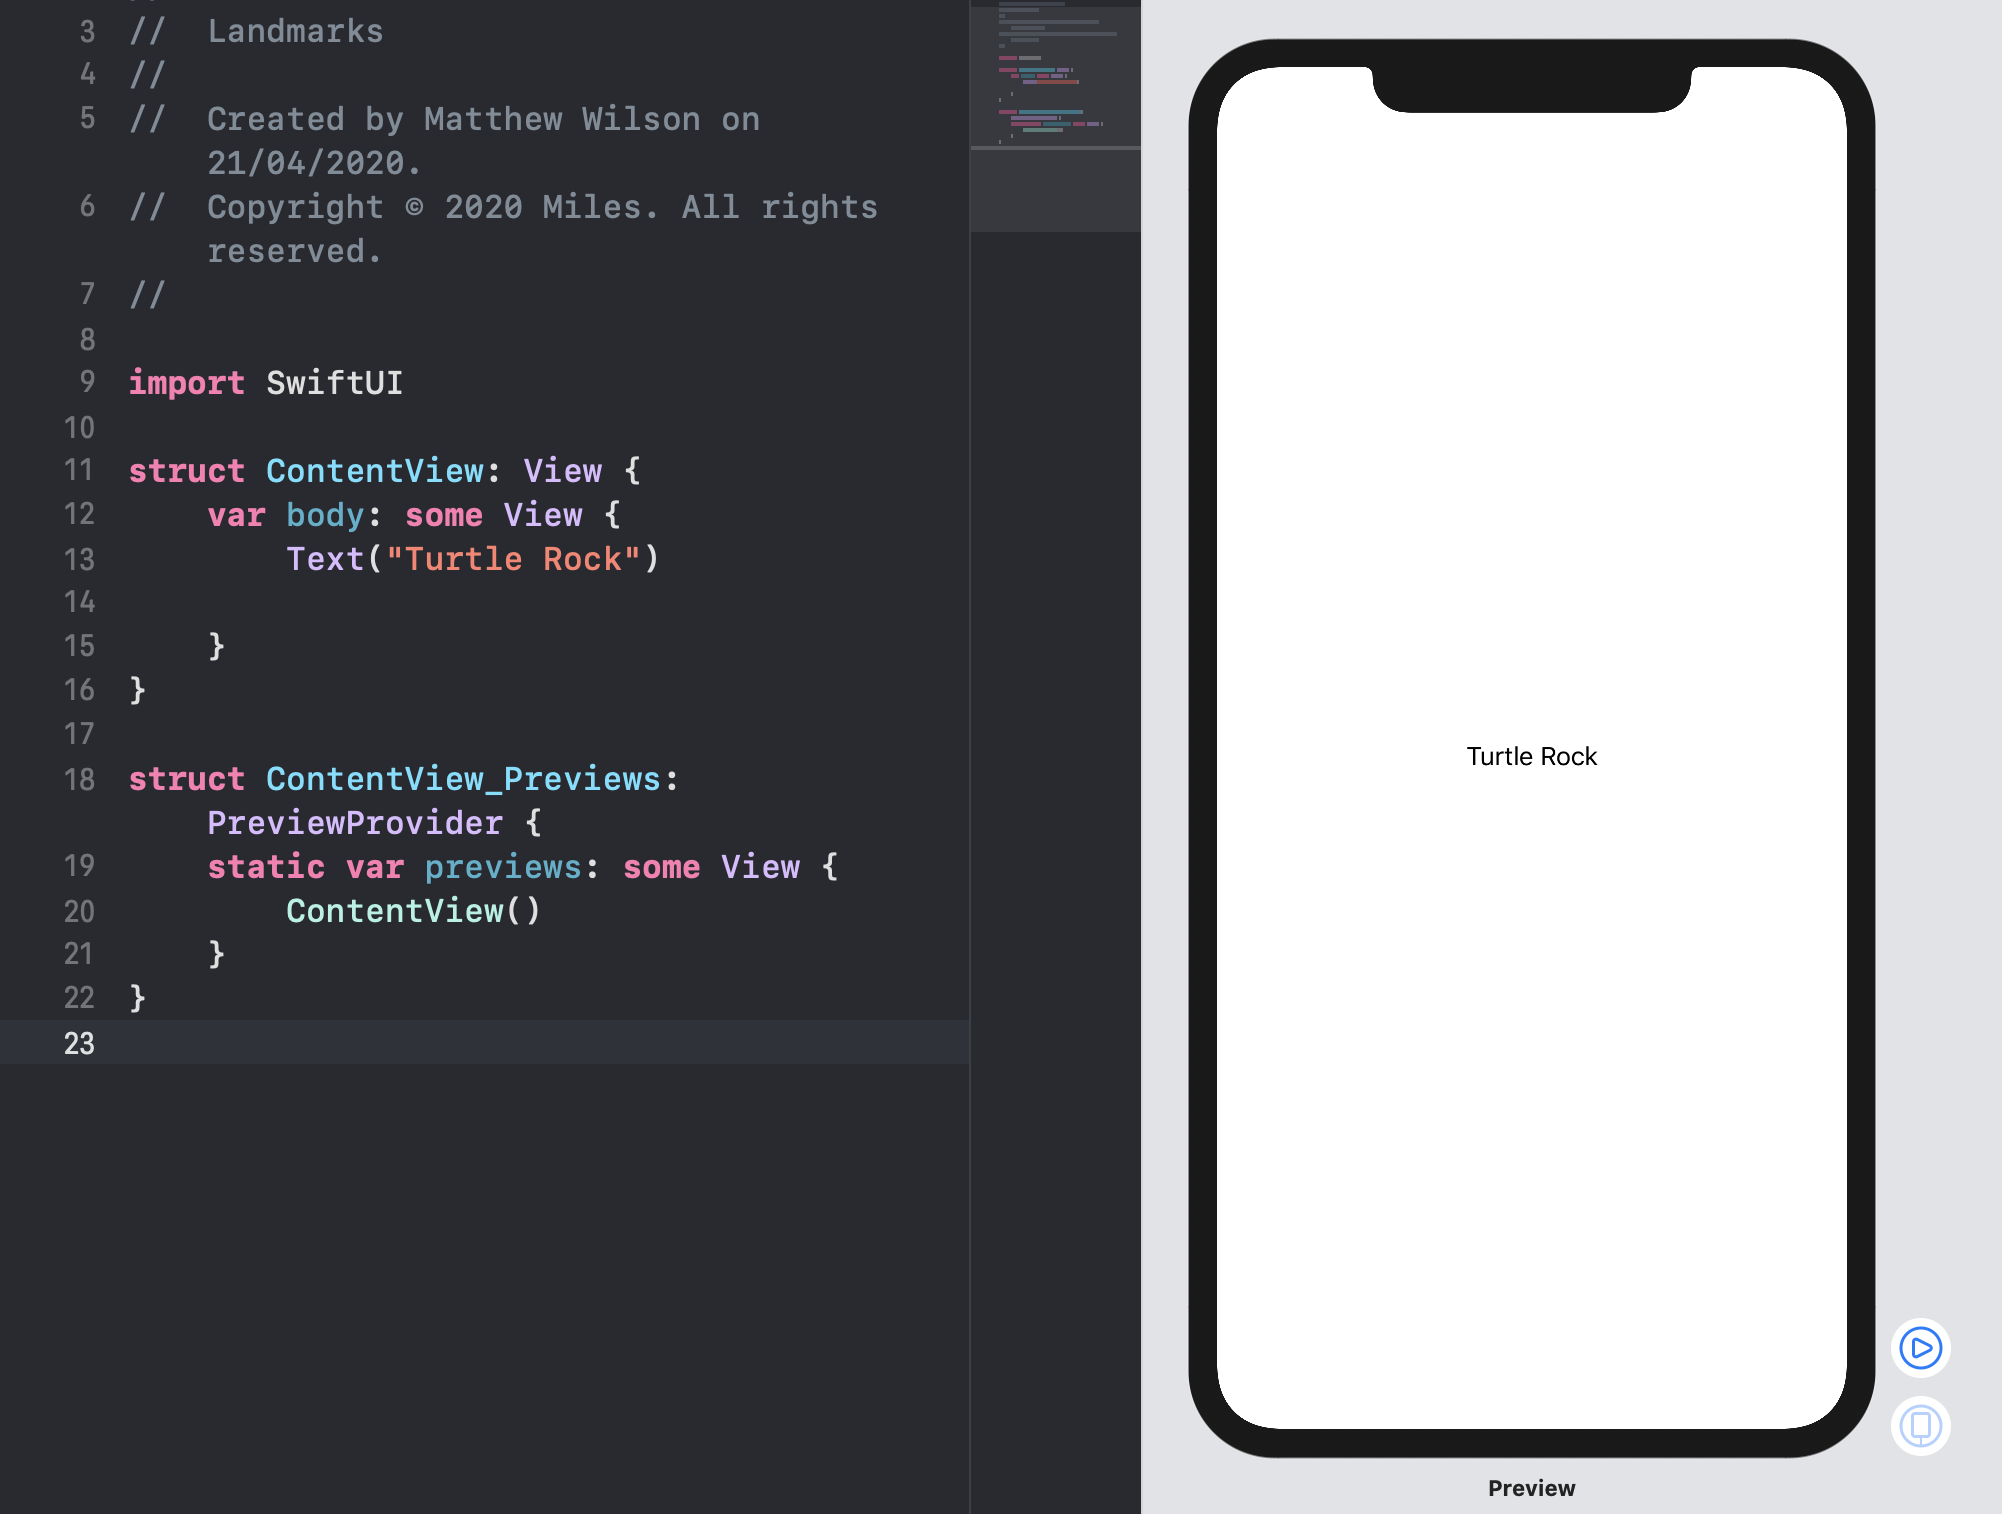 3 //  Landmarks
4 //
5 //  Created by Matthew Wilson on
21/04/2020.
6 //  Copyright © 2020 Miles. All rights
reserved.
7 //
8
9 import SwiftUI
10
11 struct ContentView: View {
12     var body: some View {
13         Text("Turtle Rock")
14
15     }
16 }
17
18 struct ContentView_Previews:
PreviewProvider {
19     static var previews: some View {
20         ContentView()
21     }
22 }
23
Turtle Rock
Preview